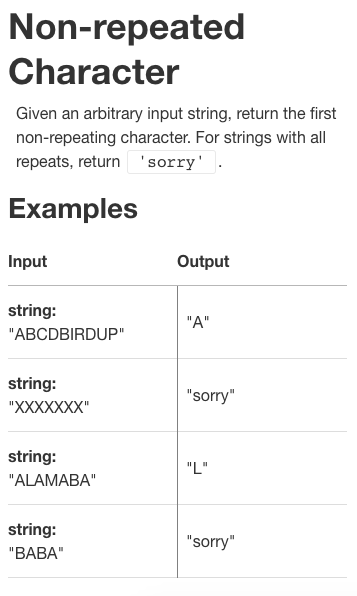 Non-repeated
Character
Given an arbitrary input string, return the first
non-repeating character. For strings with all
repeats, return 'sorry' .
Examples
Input Output
string:
"ABCDBIRDUP"
"A"
string:
"XXXXXXX"
"sorry"
string:
"ALAMABA"
"L"
string:
"BABA"
"sorry"